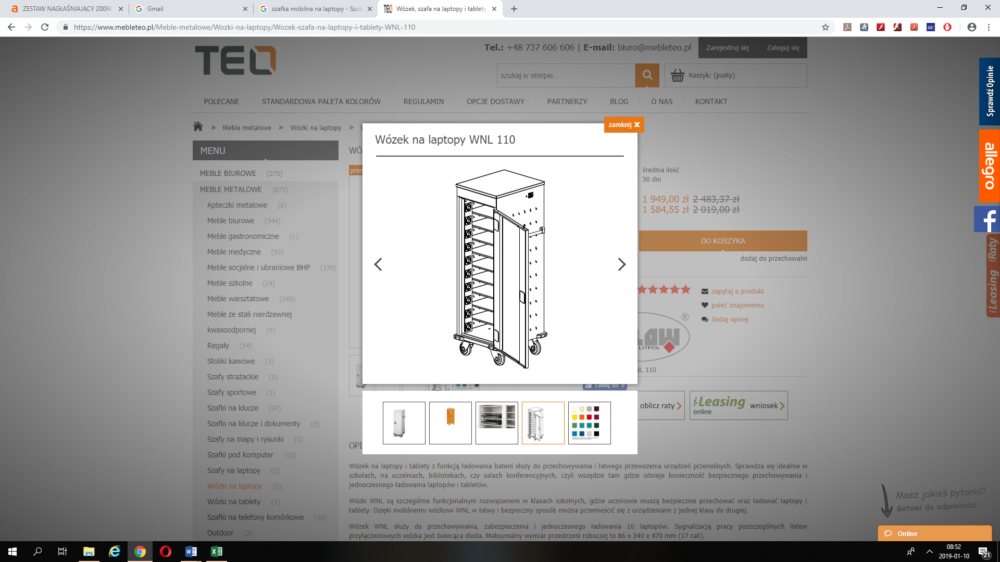 ZESTAW NAGŁAŚNIAJĄCY 200W
Gmail
szafka mobilna na laptopy - Szuk
Wózek, szafa na laptopy i tablety
https://www.mebleteo.pl/Meble-metalowe/Wozki-na-laptopy/Wozek-szafa-na-laptopy-i-tablety-WNL-110
TEO
Tel.: +48 737 606 606 | E-mail: biuro@mebleteo.pl
Zarejestruj się
Zaloguj się
szukaj w sklepie...
Koszyk: (pusty)
POLECANE
STANDARDOWA PALETA KOLORÓW
REGULAMIN
OPCJE DOSTAWY
PARTNERZY
BLOG
O NAS
KONTAKT
» Meble metalowe » Wózki na laptopy »
zamknij x
Wózek na laptopy WNL 110
MENU
MEBLE BIUROWE (275)
MEBLE METALOWE (875)
Apteczki metalowe (6)
Meble biurowe (344)
Meble gastronomiczne (1)
Meble medyczne (53)
Meble socjalne i ubraniowe BHP (139)
Meble szkolne (14)
Meble warsztatowe (165)
Meble ze stali nierdzewnej
kwasoodpornej (9)
Regały (54)
Stoliki kawowe (3)
Szafy strażackie (2)
Szafy sportowe (1)
Szafki na klucze (37)
Szafki na klucze i dokumenty (5)
Szafy na mapy i rysunki (5)
Szafki pod komputer (10)
Szafy na laptopy (2)
Wózki na laptopy (5)
Wózki na tablety (1)
Szafki na telefony komórkowe (10)
Outdoor (2)
WÓ
pron
średnia ilość
30 dni
1 949,00 zł 2 483,37 zł
1 584,55 zł 2 019,00 zł
DO KOSZYKA
dodaj do przechowalni
zapytaj o produkt
poleć znajomemu
dodaj opinię
LAW ®
LITPOL
NL 110
Lubię to! 0
oblicz raty
i-Leasing online wniosek
OPI
Wózek na laptopy i tablety z funkcją ładowania baterii służy do przechowywania i łatwego przewożenia urządzeń przenośnych. Sprawdza się idealnie w
szkołach, na uczelniach, bibliotekach, czy salach konferencyjnych, czyli wszędzie tam gdzie istnieje konieczność bezpiecznego przechowywania i
jednoczesnego ładowania laptopów i tabletów.
Wózki WNL są szczególnie funkcjonalnym rozwiązaniem w klasach szkolnych, gdzie uczniowie muszą bezpiecznie przechować oraz ładować laptopy i
tablety. Dzięki mobilnemu wózkowi WNL w łatwy i bezpieczny sposób można przemieścić się z urządzeniami z jednej klasy do drugiej.
Wózek WNL służy do przechowywania, zabezpieczenia i jednoczesnego ładowania 10 laptopów. Sygnalizacją pracy poszczególnych listew
przyłączeniowych wózka jest świecąca dioda. Maksymalny wymiar przestrzeni roboczej to 86 x 340 x 470 mm (17 cali).
Sprawdź Opinie
allegro
iLeasing iRaty
Masz jakieś pytania?
Gotowi do odpowiedzi
Online
08:52
2019-01-10
21